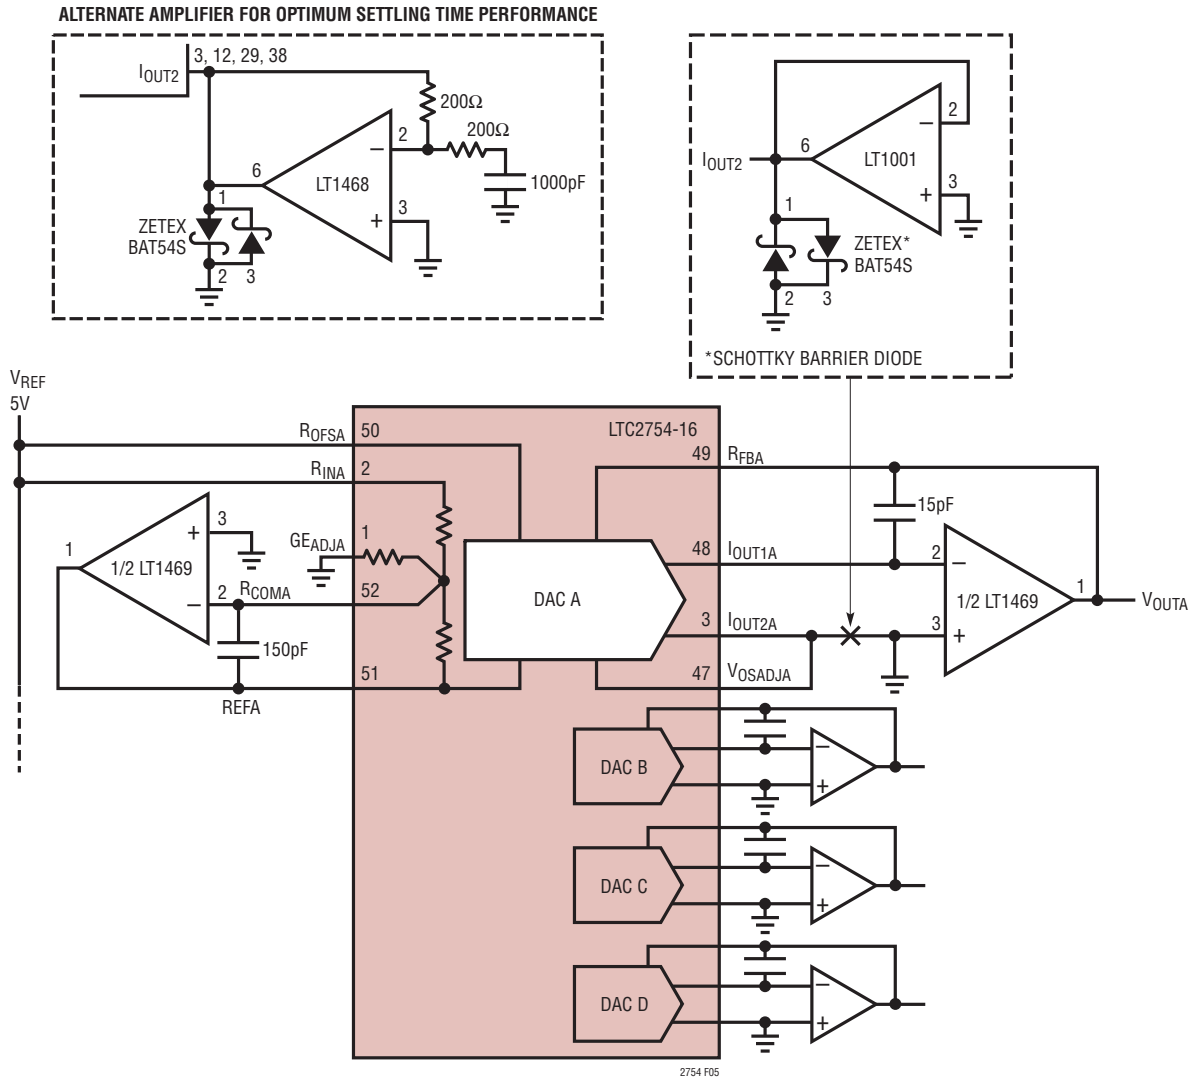 ALTERNATE AMPLIFIER FOR OPTIMUM SETTLING TIME PERFORMANCE
IOUT2
3, 12, 29, 38
200Ω
200Ω
2
−
6
LT1468
1000pF
1
3
+
ZETEX
BAT54S
2
3
2
−
6
LT1001
IOUT2
3
+
1
ZETEX*
BAT54S
2
3
*SCHOTTKY BARRIER DIODE
VREF
5V
ROFSA
50
LTC2754-16
RINA
2
49
RFBA
3
+
15pF
GEADJA
1
1
1/2 LT1469
48
IOUT1A
2
−
2
−
RCOMA
52
DAC A
1/2 LT1469
1
VOUTA
3
IOUT2A
3
+
150pF
51
47
VOSADJA
REFA
DAC B
−
+
DAC C
−
+
DAC D
−
+
2754 F05